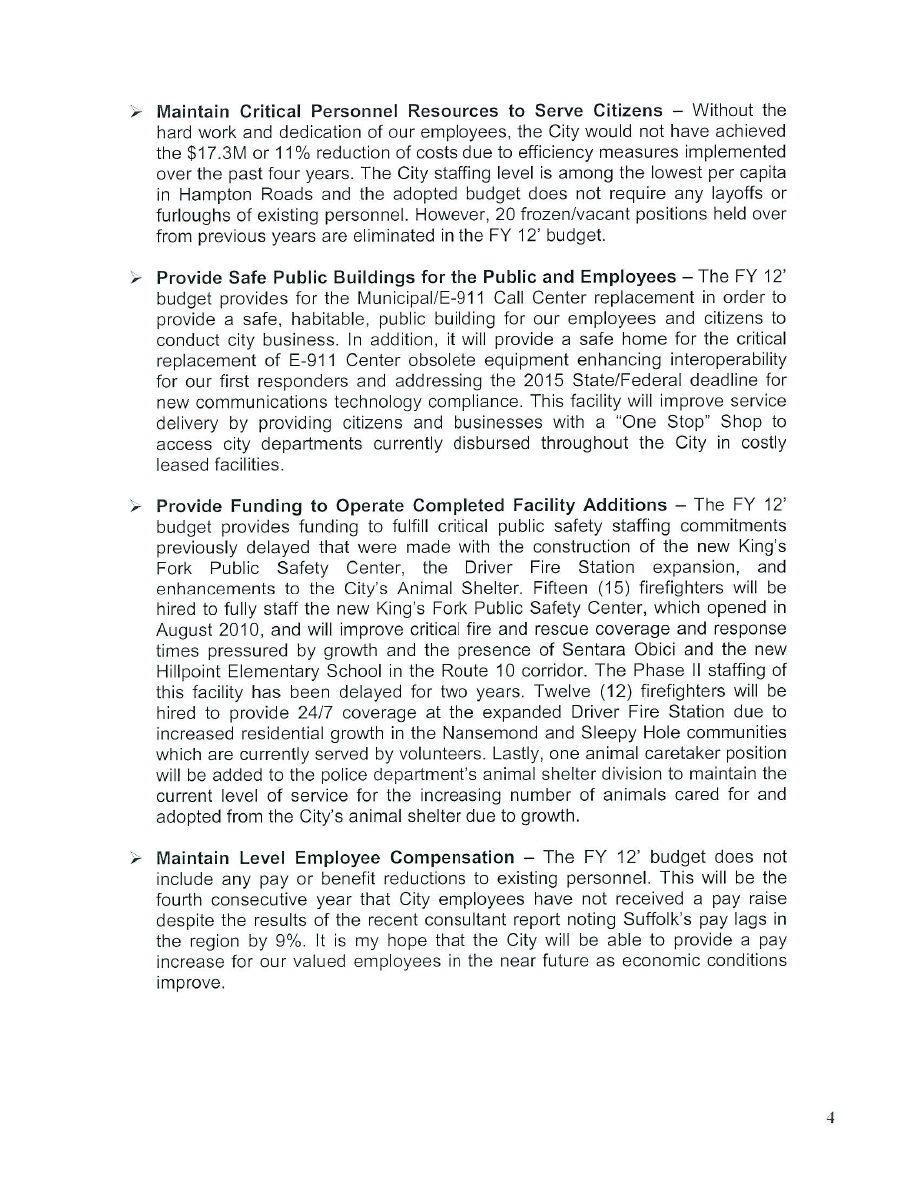 ➢ Maintain Critical Personnel Resources to Serve Citizens – Without the
hard work and dedication of our employees, the City would not have achieved
the $17.3M or 11% reduction of costs due to efficiency measures implemented
over the past four years. The City staffing level is among the lowest per capita
in Hampton Roads and the adopted budget does not require any layoffs or
furloughs of existing personnel. However, 20 frozen/vacant positions held over
from previous years are eliminated in the FY 12' budget.
➢ Provide Safe Public Buildings for the Public and Employees – The FY 12'
budget provides for the Municipal/E-911 Call Center replacement in order to
provide a safe, habitable, public building for our employees and citizens to
conduct city business. In addition, it will provide a safe home for the critical
replacement of E-911 Center obsolete equipment enhancing interoperability
for our first responders and addressing the 2015 State/Federal deadline for
new communications technology compliance. This facility will improve service
delivery by providing citizens and businesses with a "One Stop" Shop to
access city departments currently disbursed throughout the City in costly
leased facilities.
➢ Provide Funding to Operate Completed Facility Additions – The FY 12'
budget provides funding to fulfill critical public safety staffing commitments
previously delayed that were made with the construction of the new King's
Fork Public Safety Center, the Driver Fire Station expansion, and
enhancements to the City's Animal Shelter. Fifteen (15) firefighters will be
hired to fully staff the new King's Fork Public Safety Center, which opened in
August 2010, and will improve critical fire and rescue coverage and response
times pressured by growth and the presence of Sentara Obici and the new
Hillpoint Elementary School in the Route 10 corridor. The Phase II staffing of
this facility has been delayed for two years. Twelve (12) firefighters will be
hired to provide 24/7 coverage at the expanded Driver Fire Station due to
increased residential growth in the Nansemond and Sleepy Hole communities
which are currently served by volunteers. Lastly, one animal caretaker position
will be added to the police department's animal shelter division to maintain the
current level of service for the increasing number of animals cared for and
adopted from the City's animal shelter due to growth.
➢ Maintain Level Employee Compensation – The FY 12' budget does not
include any pay or benefit reductions to existing personnel. This will be the
fourth consecutive year that City employees have not received a pay raise
despite the results of the recent consultant report noting Suffolk's pay lags in
the region by 9%. It is my hope that the City will be able to provide a pay
increase for our valued employees in the near future as economic conditions
improve.
4